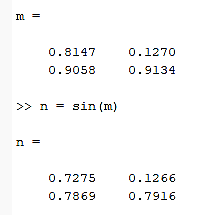 m =
0.8147 0.1270
0.9058 0.9134
>> n = sin(m)
n =
0.7275 0.1266
0.7869 0.7916